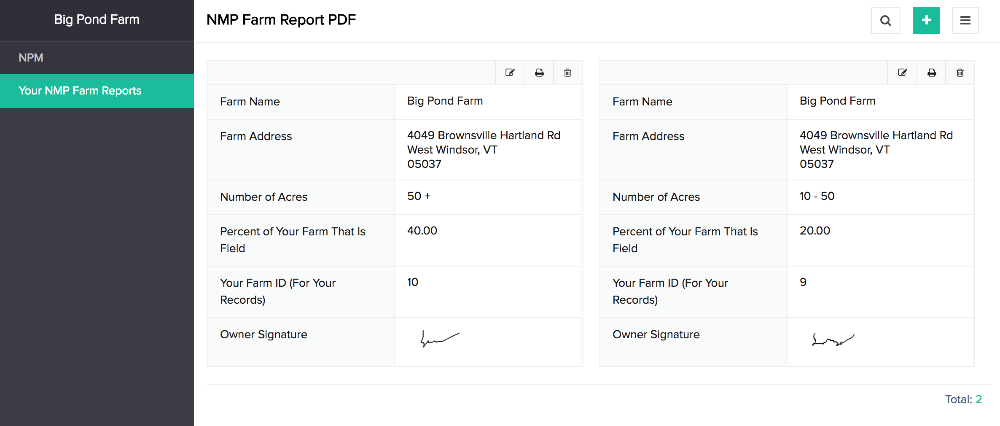 Big Pond Farm
NPM
Your NMP Farm Reports
NMP Farm Report PDF
Farm Name
Big Pond Farm
Farm Address
4049 Brownsville Hartland Rd
West Windsor, VT
05037
Number of Acres
50 +
Percent of Your Farm That Is
Field
40.00
Your Farm ID (For Your
Records)
10
Owner Signature
Farm Name
Big Pond Farm
Farm Address
4049 Brownsville Hartland Rd
West Windsor, VT
05037
Number of Acres
10 - 50
Percent of Your Farm That Is
Field
20.00
Your Farm ID (For Your
Records)
9
Owner Signature
Total: 2